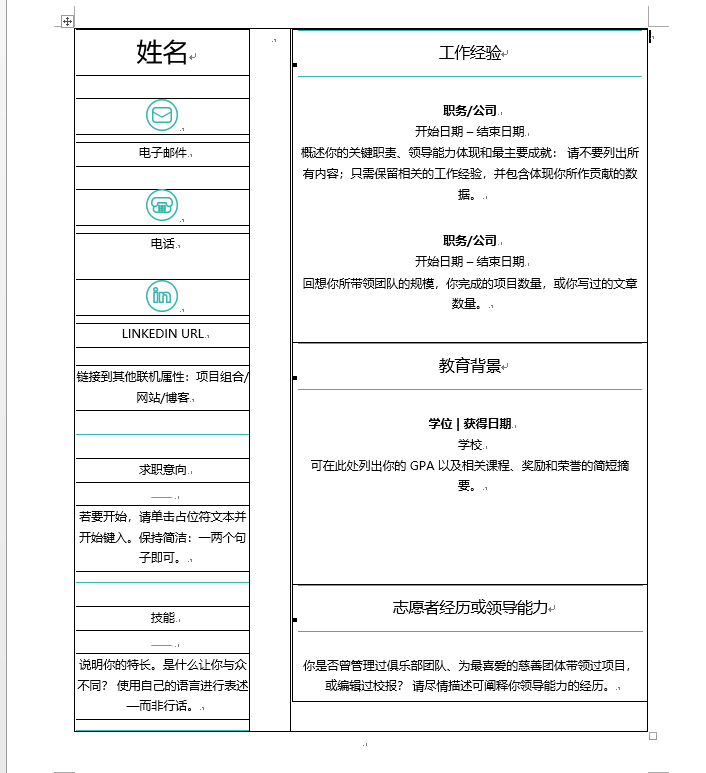 姓名
电子邮件
电话
LINKEDIN URL
链接到其他联机属性：项目组合/
网站/博客
求职意向
若要开始，请单击占位符文本并
开始键入。保持简洁：一两个句
子即可。
技能
说明你的特长。是什么让你与众
不同？ 使用自己的语言进行表述
—而非行话。
工作经验
职务/公司
开始日期 – 结束日期
概述你的关键职责、领导能力体现和最主要成就： 请不要列出所
有内容；只需保留相关的工作经验，并包含体现你所作贡献的数
据。
职务/公司
开始日期 – 结束日期
回想你所带领团队的规模，你完成的项目数量，或你写过的文章
数量。
教育背景
学位 | 获得日期
学校
可在此处列出你的 GPA 以及相关课程、奖励和荣誉的简短摘
要。
志愿者经历或领导能力
你是否曾管理过俱乐部团队、为最喜爱的慈善团体带领过项目，
或编辑过校报？ 请尽情描述可阐释你领导能力的经历。